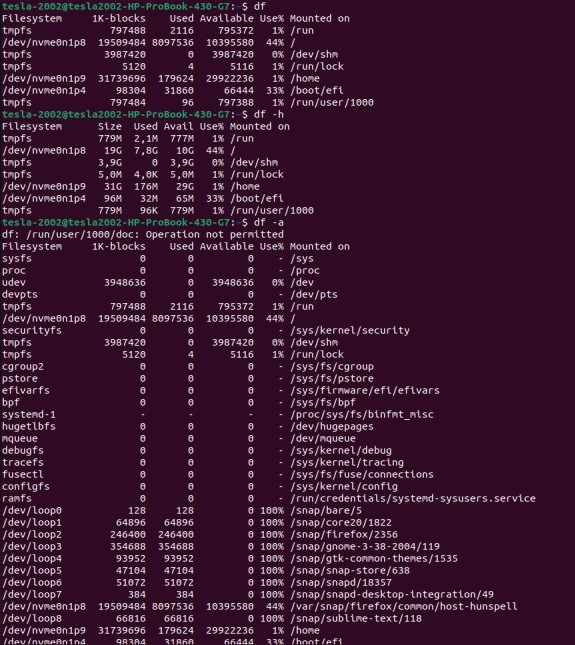 tesla-2002@tesla2002-HP-ProBook-430-G7:~$ df
Filesystem 1K-blocks Used Available Use% Mounted on
tmpfs 797488 2116 795372 1% /run
/dev/nvme0n1p8 19509484 8097536 10395580 44% /
tmpfs 3987420 0 3987420 0% /dev/shm
tmpfs 5120 4 5116 1% /run/lock
/dev/nvme0n1p9 31739696 179624 29922236 1% /home
/dev/nvme0n1p4 98304 31860 66444 33% /boot/efi
tmpfs 797484 96 797388 1% /run/user/1000
tesla-2002@tesla2002-HP-ProBook-430-G7:~$ df -h
Filesystem Size Used Avail Use% Mounted on
tmpfs 779M 2,1M 777M 1% /run
/dev/nvme0n1p8 19G 7,8G 10G 44% /
tmpfs 3,9G 0 3,9G 0% /dev/shm
tmpfs 5,0M 4,0K 5,0M 1% /run/lock
/dev/nvme0n1p9 31G 176M 29G 1% /home
/dev/nvme0n1p4 96M 32M 65M 33% /boot/efi
tmpfs 779M 96K 779M 1% /run/user/1000
tesla-2002@tesla2002-HP-ProBook-430-G7:~$ df -a
df: /run/user/1000/doc: Operation not permitted
Filesystem 1K-blocks Used Available Use% Mounted on
sysfs 0 0 0 - /sys
proc 0 0 0 - /proc
udev 3948636 0 3948636 0% /dev
devpts 0 0 0 - /dev/pts
tmpfs 797488 2116 795372 1% /run
/dev/nvme0n1p8 19509484 8097536 10395580 44% /
securityfs 0 0 0 - /sys/kernel/security
tmpfs 3987420 0 3987420 0% /dev/shm
tmpfs 5120 4 5116 1% /run/lock
cgroup2 0 0 0 - /sys/fs/cgroup
pstore 0 0 0 - /sys/fs/pstore
efivarfs 0 0 0 - /sys/firmware/efi/efivars
bpf 0 0 0 - /sys/fs/bpf
systemd-1 - - - - /proc/sys/fs/binfmt_misc
hugetlbfs 0 0 0 - /dev/hugepages
mqueue 0 0 0 - /dev/mqueue
debugfs 0 0 0 - /sys/kernel/debug
tracefs 0 0 0 - /sys/kernel/tracing
fusectl 0 0 0 - /sys/fs/fuse/connections
configfs 0 0 0 - /sys/kernel/config
ramfs 0 0 0 - /run/credentials/systemd-sysusers.service
/dev/loop0 128 128 0 100% /snap/bare/5
/dev/loop1 64896 64896 0 100% /snap/core20/1822
/dev/loop2 246400 246400 0 100% /snap/firefox/2356
/dev/loop3 354688 354688 0 100% /snap/gnome-3-38-2004/119
/dev/loop4 93952 93952 0 100% /snap/gtk-common-themes/1535
/dev/loop5 47104 47104 0 100% /snap/snap-store/638
/dev/loop6 51072 51072 0 100% /snap/snapd/18357
/dev/loop7 384 384 0 100% /snap/snapd-desktop-integration/49
/dev/nvme0n1p8 19509484 8097536 10395580 44% /var/snap/firefox/common/host-hunspell
/dev/loop8 66816 66816 0 100% /snap/sublime-text/118
/dev/nvme0n1p9 31739696 179624 29922236 1% /home
/dev/nvme0n1p4 98304 31860 66444 33% /boot/efi